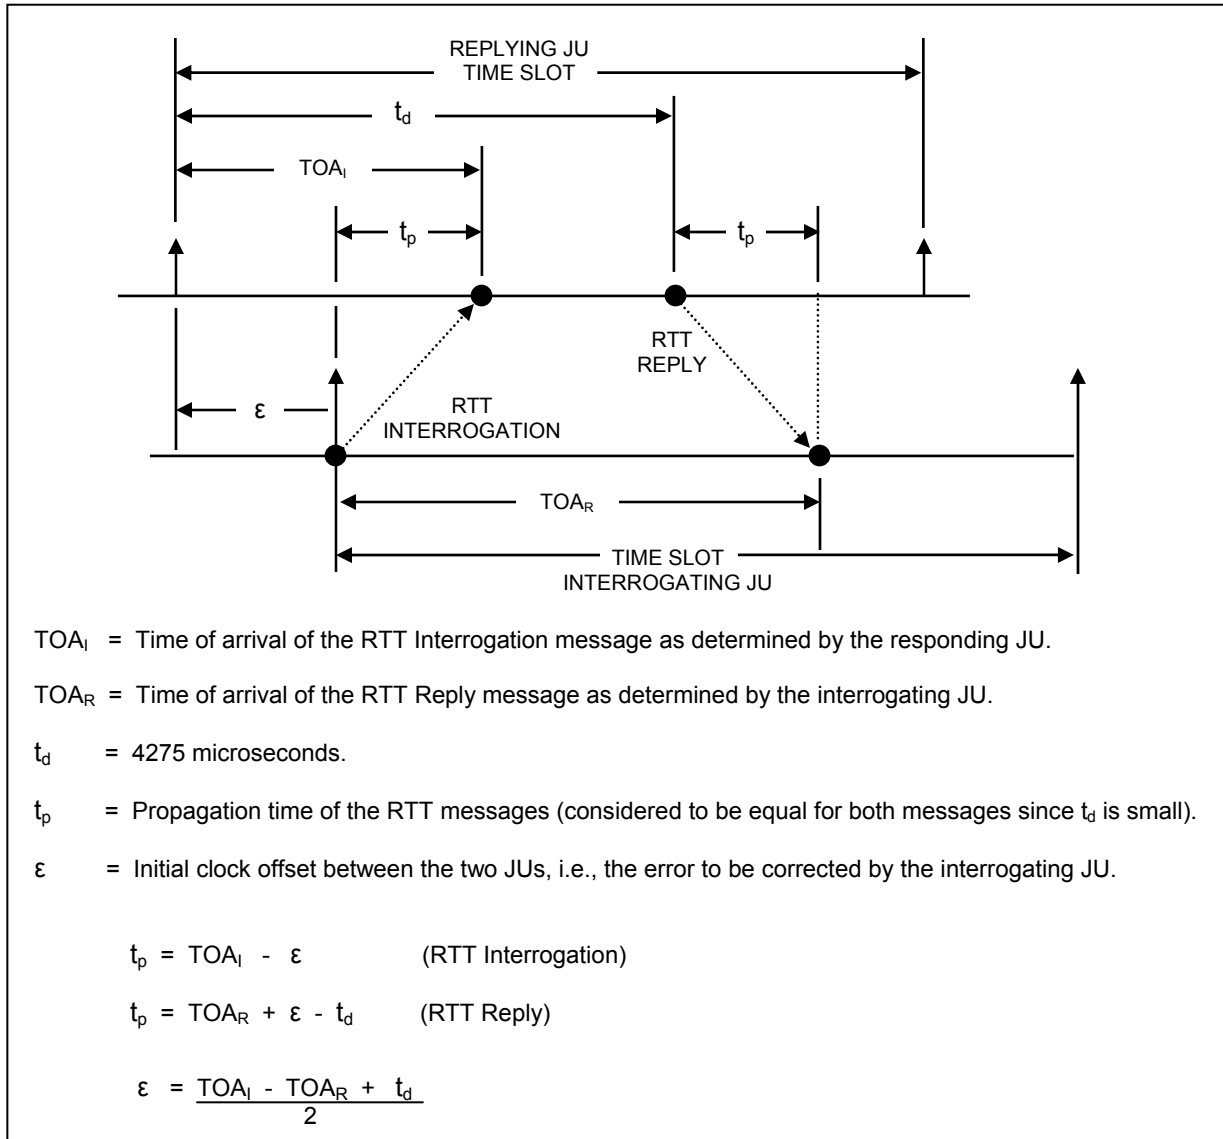 REPLYING JU
TIME SLOT
t_d
TOA_I
t_p
t_p
RTT
REPLY
ε
RTT
INTERROGATION
TOA_R
TIME SLOT
INTERROGATING JU
TOA_I = Time of arrival of the RTT Interrogation message as determined by the responding JU.
TOA_R = Time of arrival of the RTT Reply message as determined by the interrogating JU.
t_d = 4275 microseconds.
t_p = Propagation time of the RTT messages (considered to be equal for both messages since t_d is small).
ε = Initial clock offset between the two JUs, i.e., the error to be corrected by the interrogating JU.
t_p = TOA_I - ε (RTT Interrogation)
t_p = TOA_R + ε - t_d (RTT Reply)
ε = TOA_I - TOA_R + t_d
2